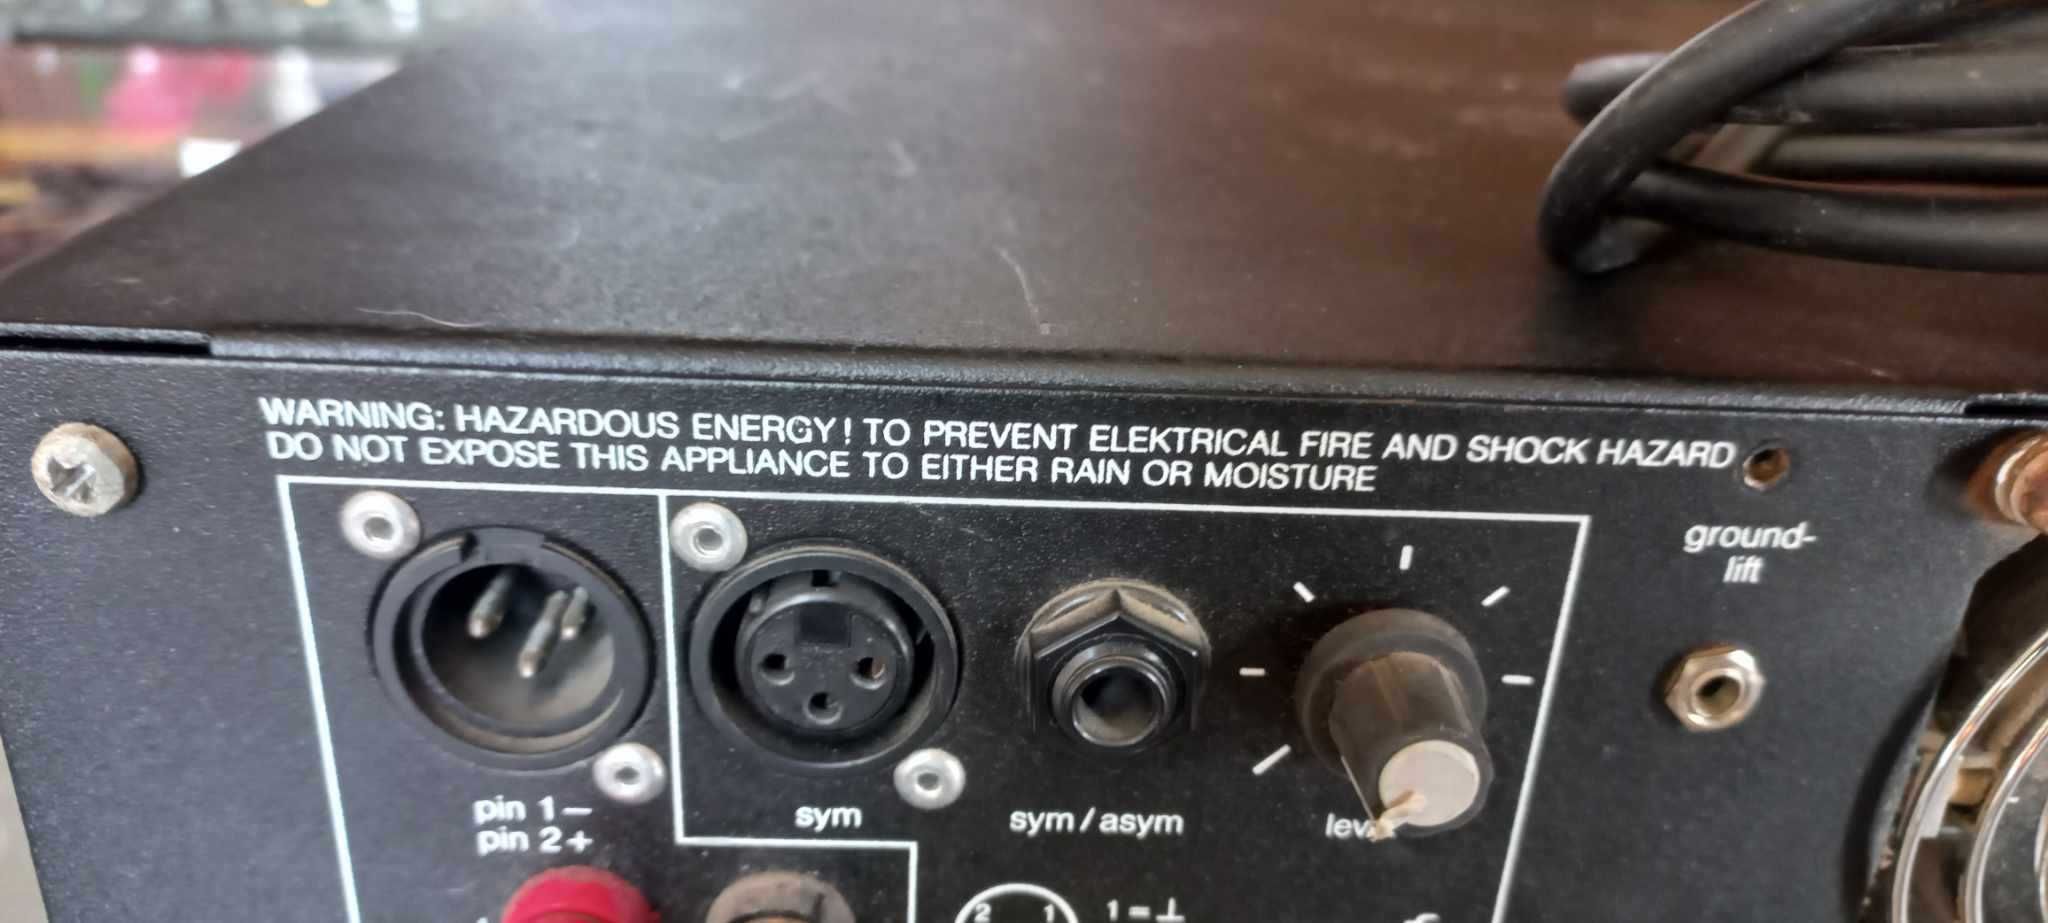 WARNING: HAZARDOUS ENERGY! TO PREVENT ELEKTRICAL FIRE AND SHOCK HAZARD
DO NOT EXPOSE THIS APPLIANCE TO EITHER RAIN OR MOISTURE
ground-
lift
pin 1 −
pin 2 +
sym
sym / asym
2 1
1 = ⊥